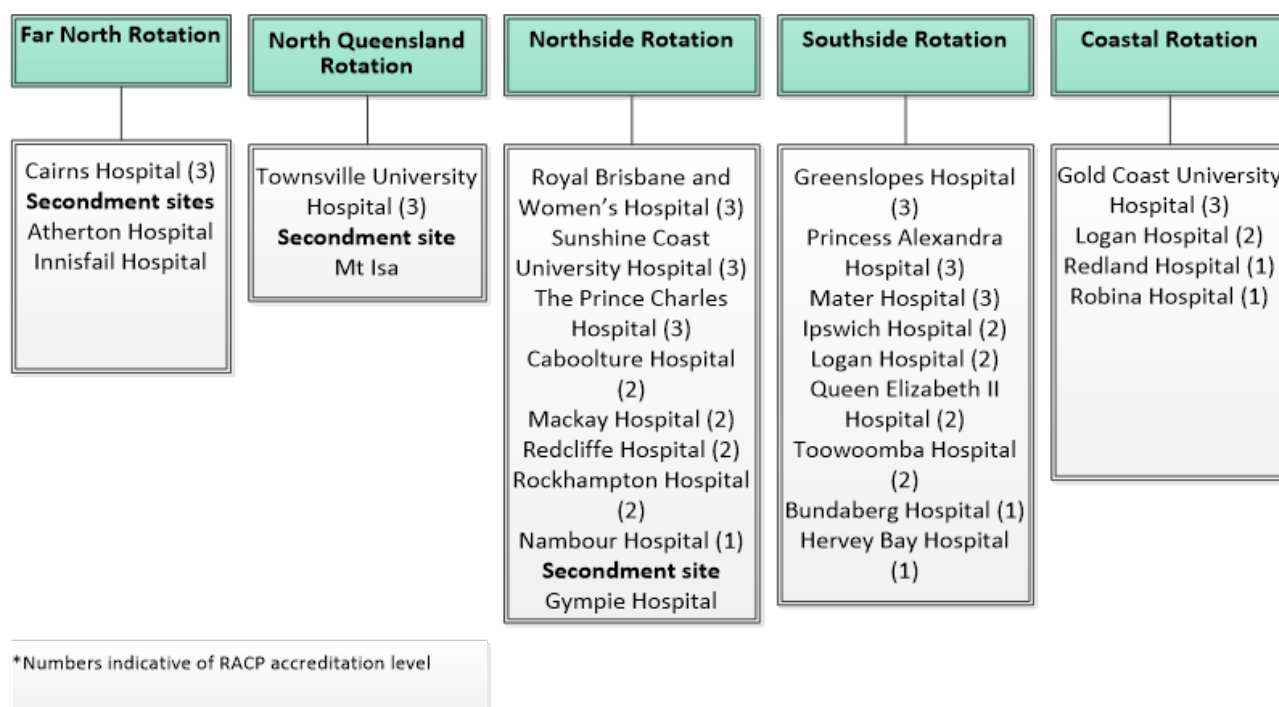 Far North Rotation
Cairns Hospital (3)
Secondment sites
Atherton Hospital
Innisfail Hospital
North Queensland
Rotation
Townsville University
Hospital (3)
Secondment site
Mt Isa
Northside Rotation
Royal Brisbane and
Women's Hospital (3)
Sunshine Coast
University Hospital (3)
The Prince Charles
Hospital (3)
Caboolture Hospital
(2)
Mackay Hospital (2)
Redcliffe Hospital (2)
Rockhampton Hospital
(2)
Nambour Hospital (1)
Secondment site
Gympie Hospital
Southside Rotation
Greenslopes Hospital
(3)
Princess Alexandra
Hospital (3)
Mater Hospital (3)
Ipswich Hospital (2)
Logan Hospital (2)
Queen Elizabeth II
Hospital (2)
Toowoomba Hospital
(2)
Bundaberg Hospital (1)
Hervey Bay Hospital
(1)
Coastal Rotation
Gold Coast University
Hospital (3)
Logan Hospital (2)
Redland Hospital (1)
Robina Hospital (1)
*Numbers indicative of RACP accreditation level